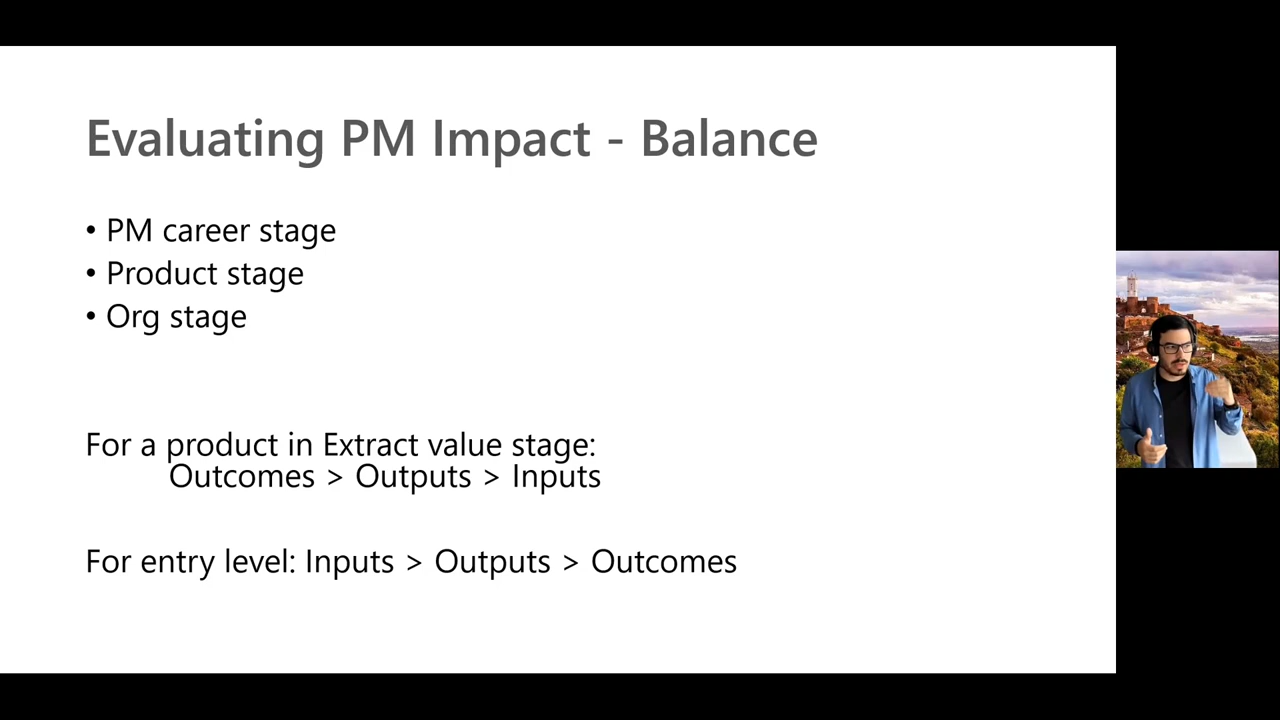 Evaluating PM Impact - Balance
• PM career stage
• Product stage
• Org stage
For a product in Extract value stage:
Outcomes > Outputs > Inputs
For entry level: Inputs > Outputs > Outcomes